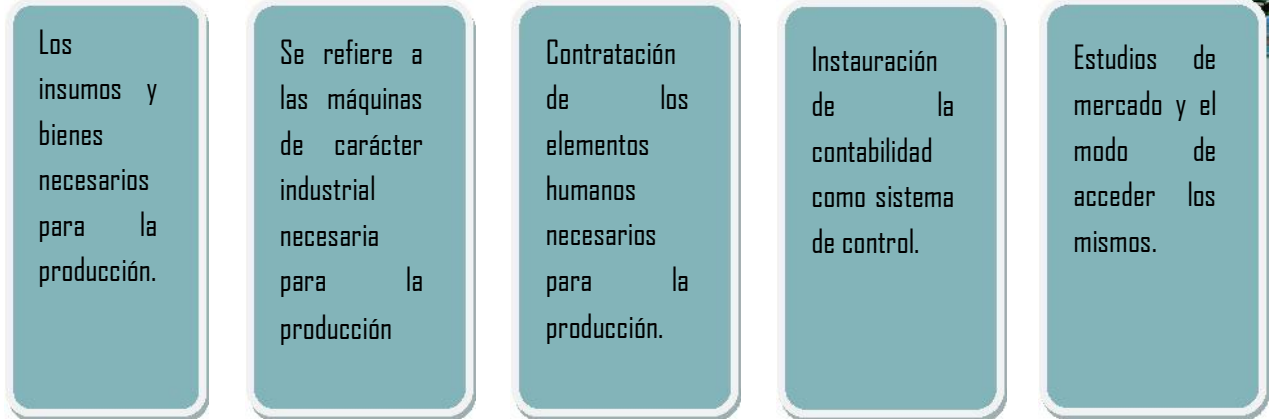 Los
insumos y
bienes
necesarios
para la
producción.
Se refiere a
las máquinas
de carácter
industrial
necesaria
para la
producción
Contratación
de los
elementos
humanos
necesarios
para la
producción.
Instauración
de la
contabilidad
como sistema
de control.
Estudios de
mercado y el
modo de
acceder los
mismos.